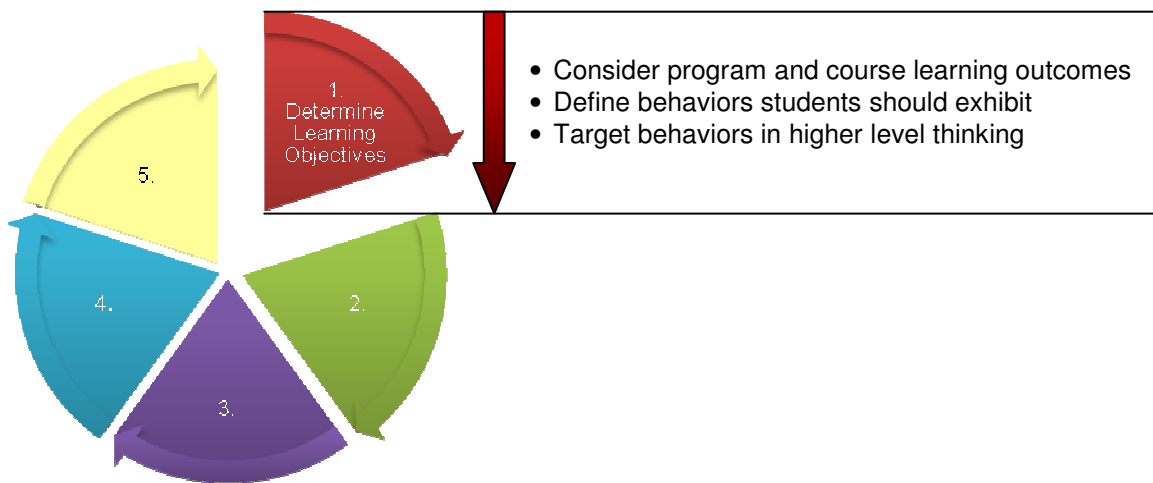 1.
Determine
Learning
Objectives
• Consider program and course learning outcomes
• Define behaviors students should exhibit
• Target behaviors in higher level thinking
2.
3.
4.
5.